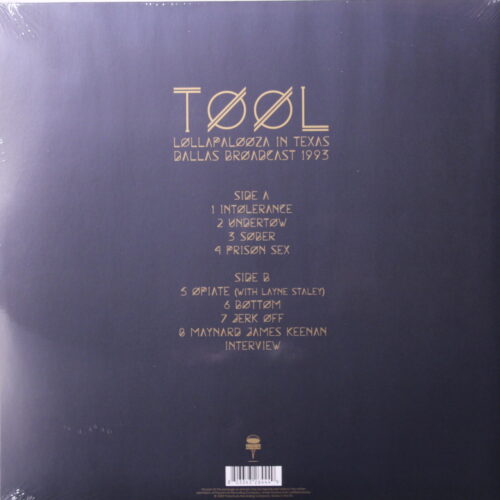 TØØL
LØLLAPALØØZA IN TEXAS
DALLAS BRØADCAST 1993
SIDE A
1 INTØLERANCE
2 UNDERTØW
3 SØBER
4 PRISØN SEX
SIDE B
5 ØPIATE (WITH LAYNE STALEY)
6 BØTTØM
7 JERK ØFF
8 MAYNARD JAMES KEENAN
INTERVIEW